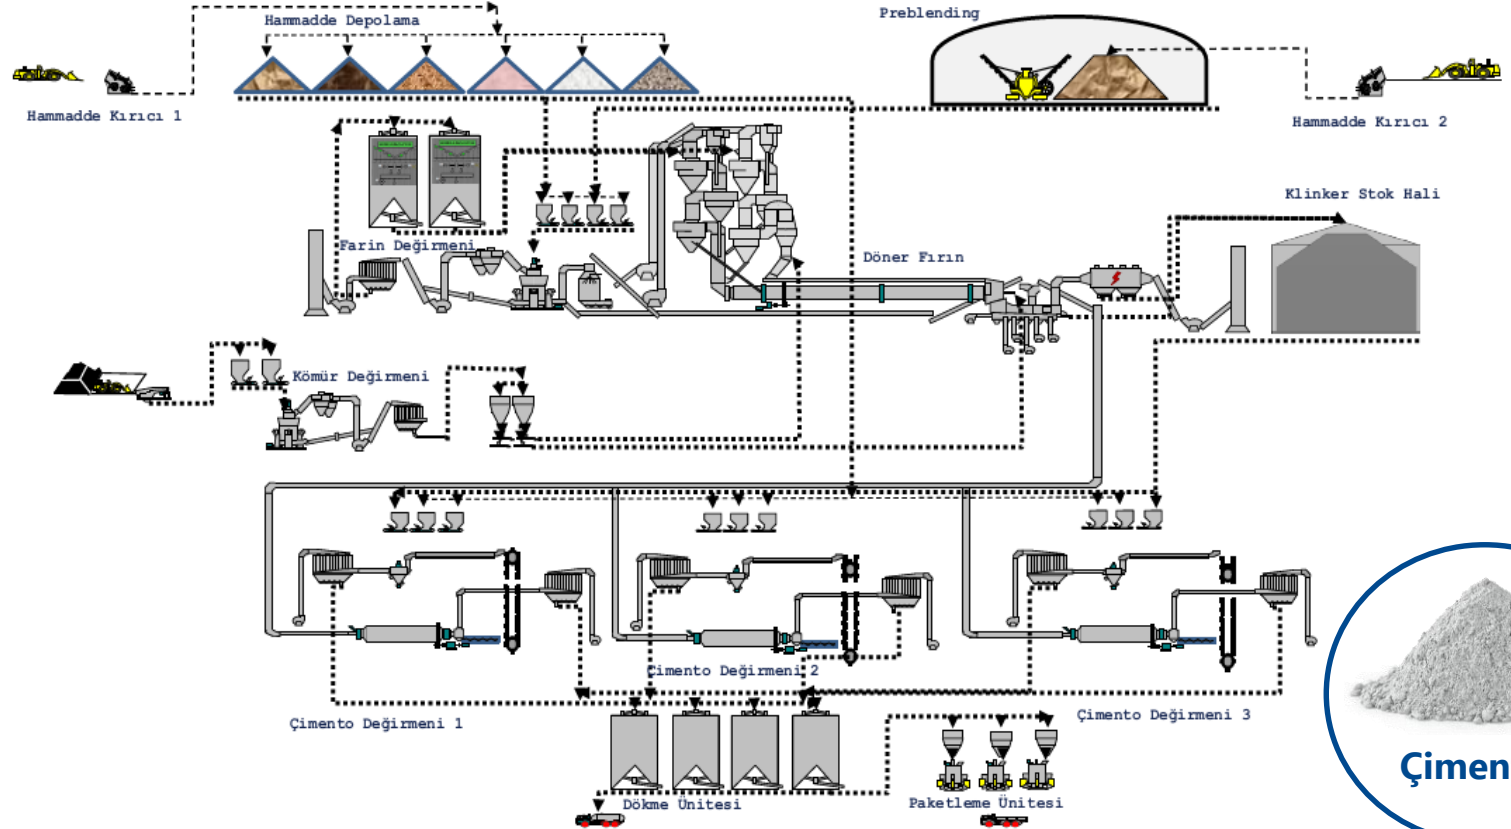 Hammadde Depolama
Preblending
Hammadde Kırıcı 1
Hammadde Kırıcı 2
Klinker Stok Hali
Farin Değirmeni
Döner Fırın
Kömür Değirmeni
Çimento Değirmeni 2
Çimento Değirmeni 1
Çimento Değirmeni 3
Dökme Ünitesi
Paketleme Ünitesi
Çimen